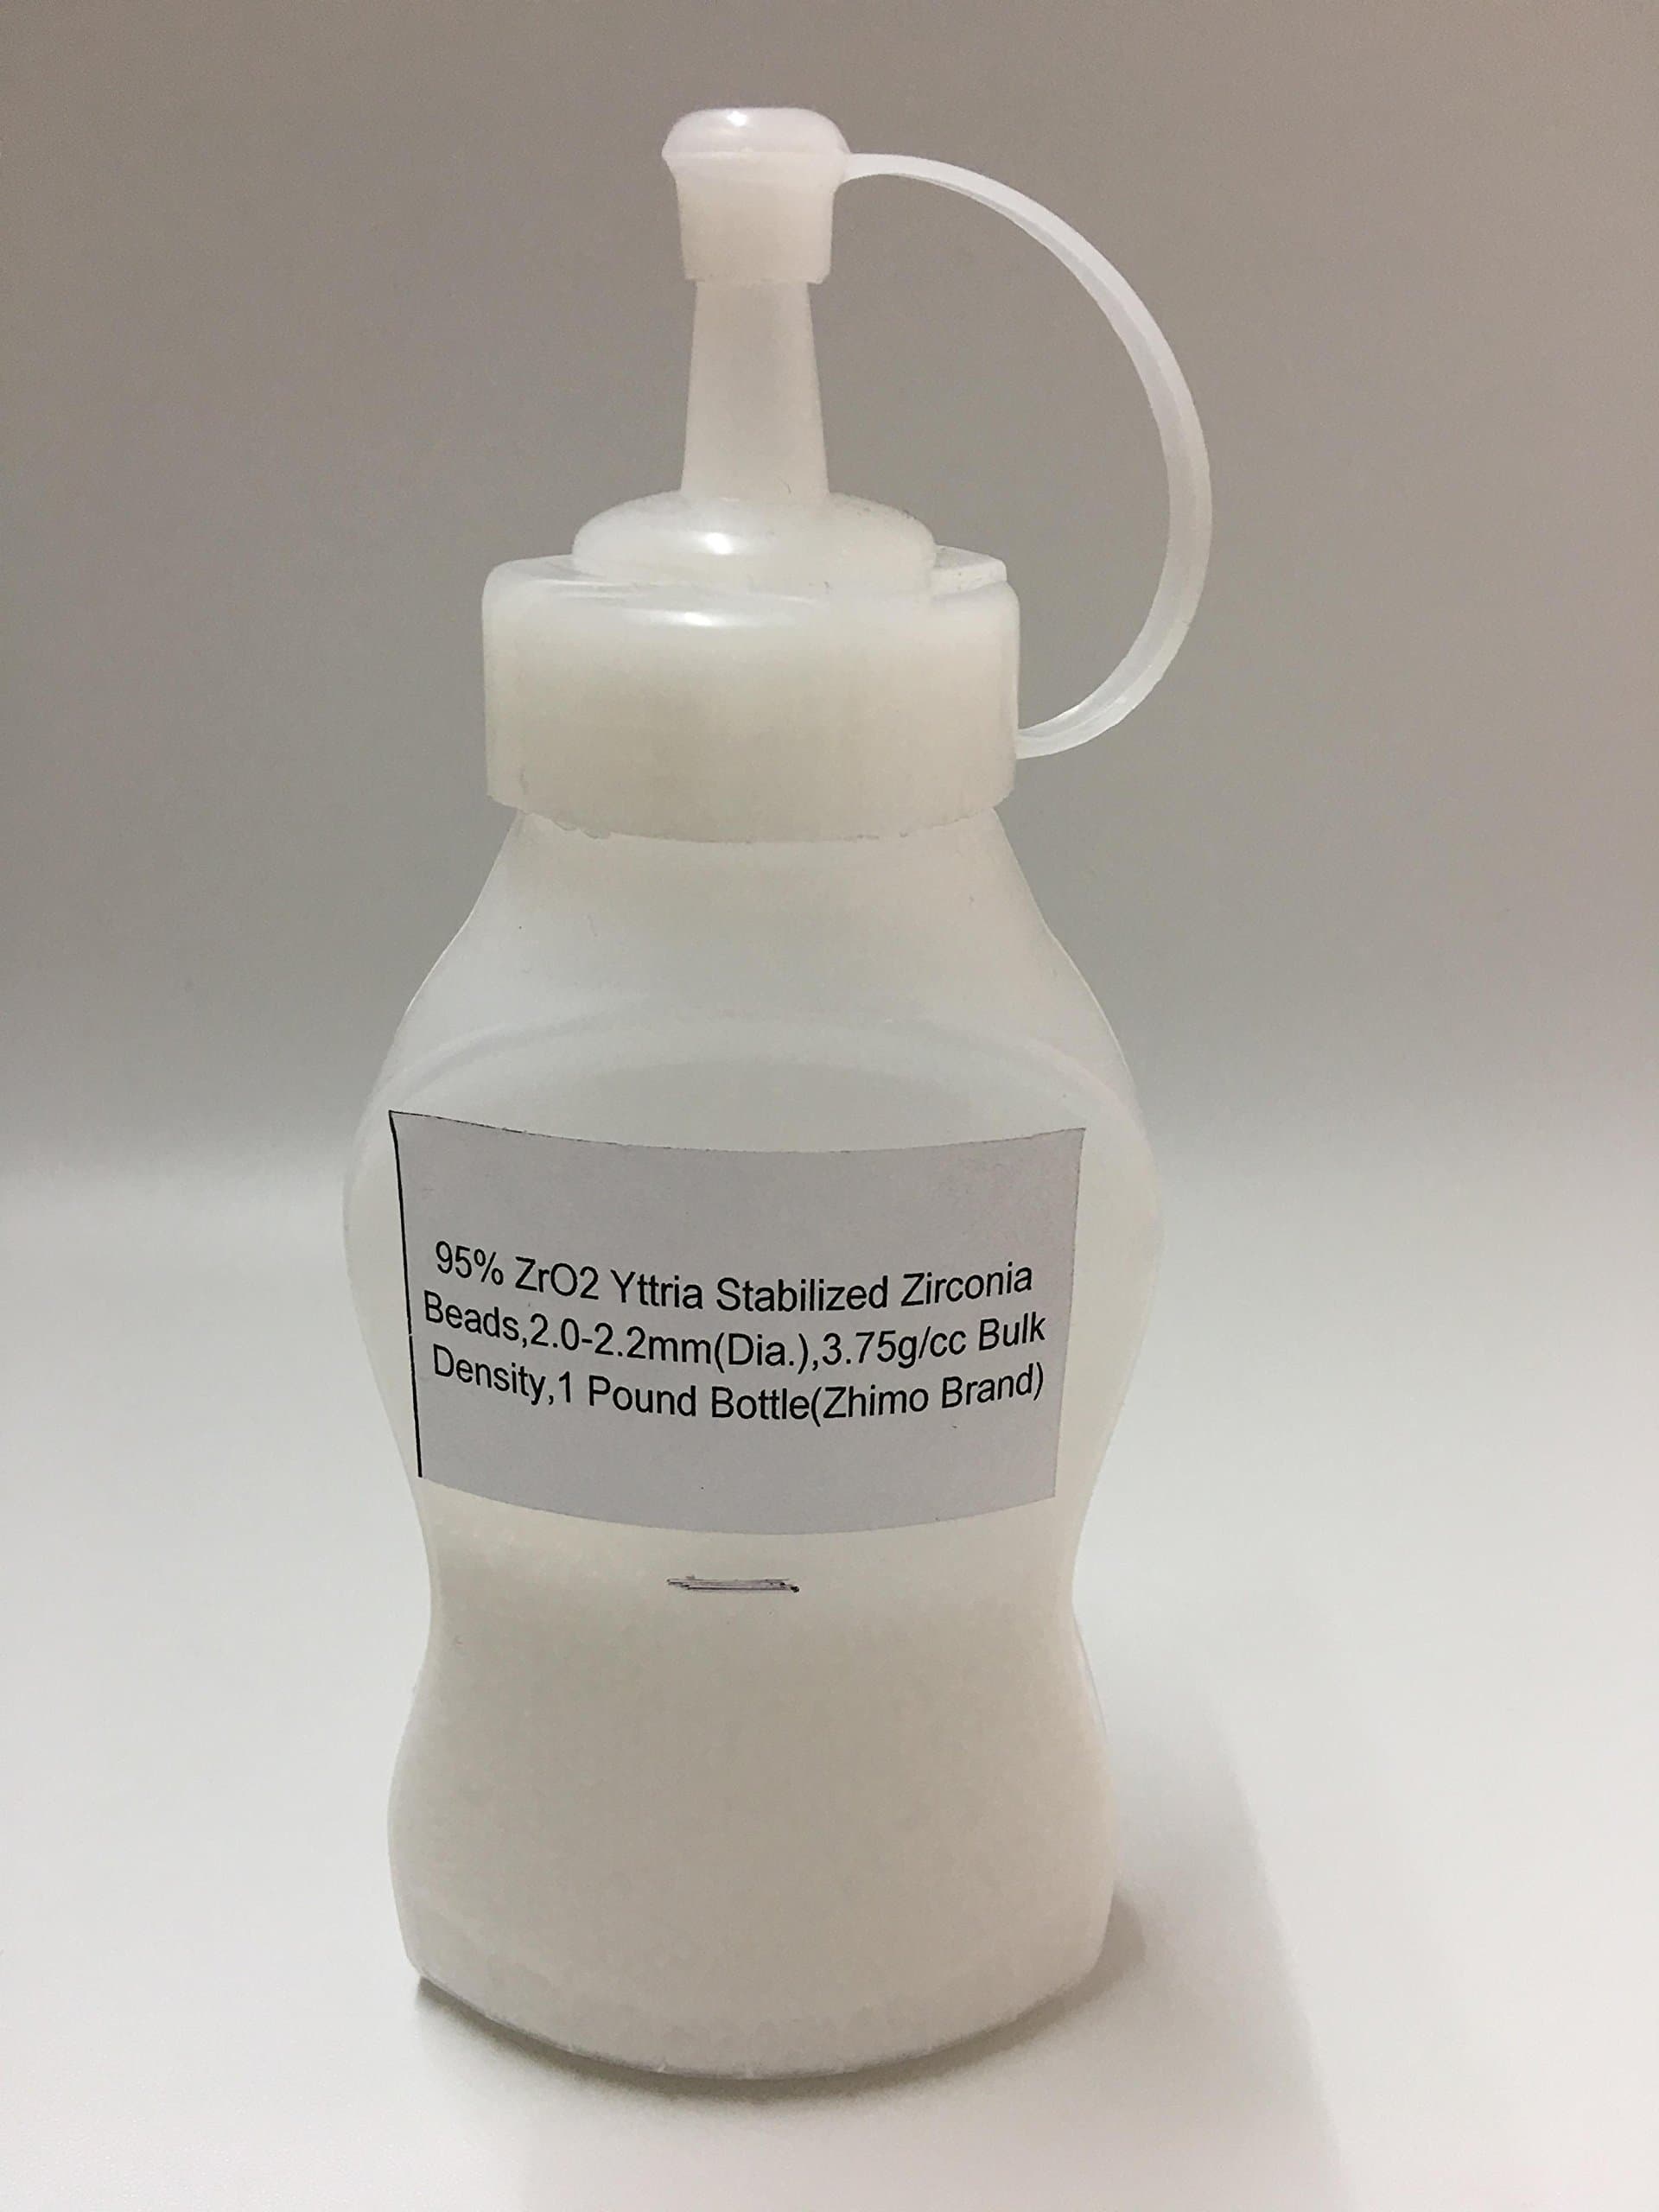 95% ZrO2 Yttria Stabilized Zirconia
Beads,2.0-2.2mm(Dia.),3.75g/cc Bulk
Density,1 Pound Bottle(Zhimo Brand)